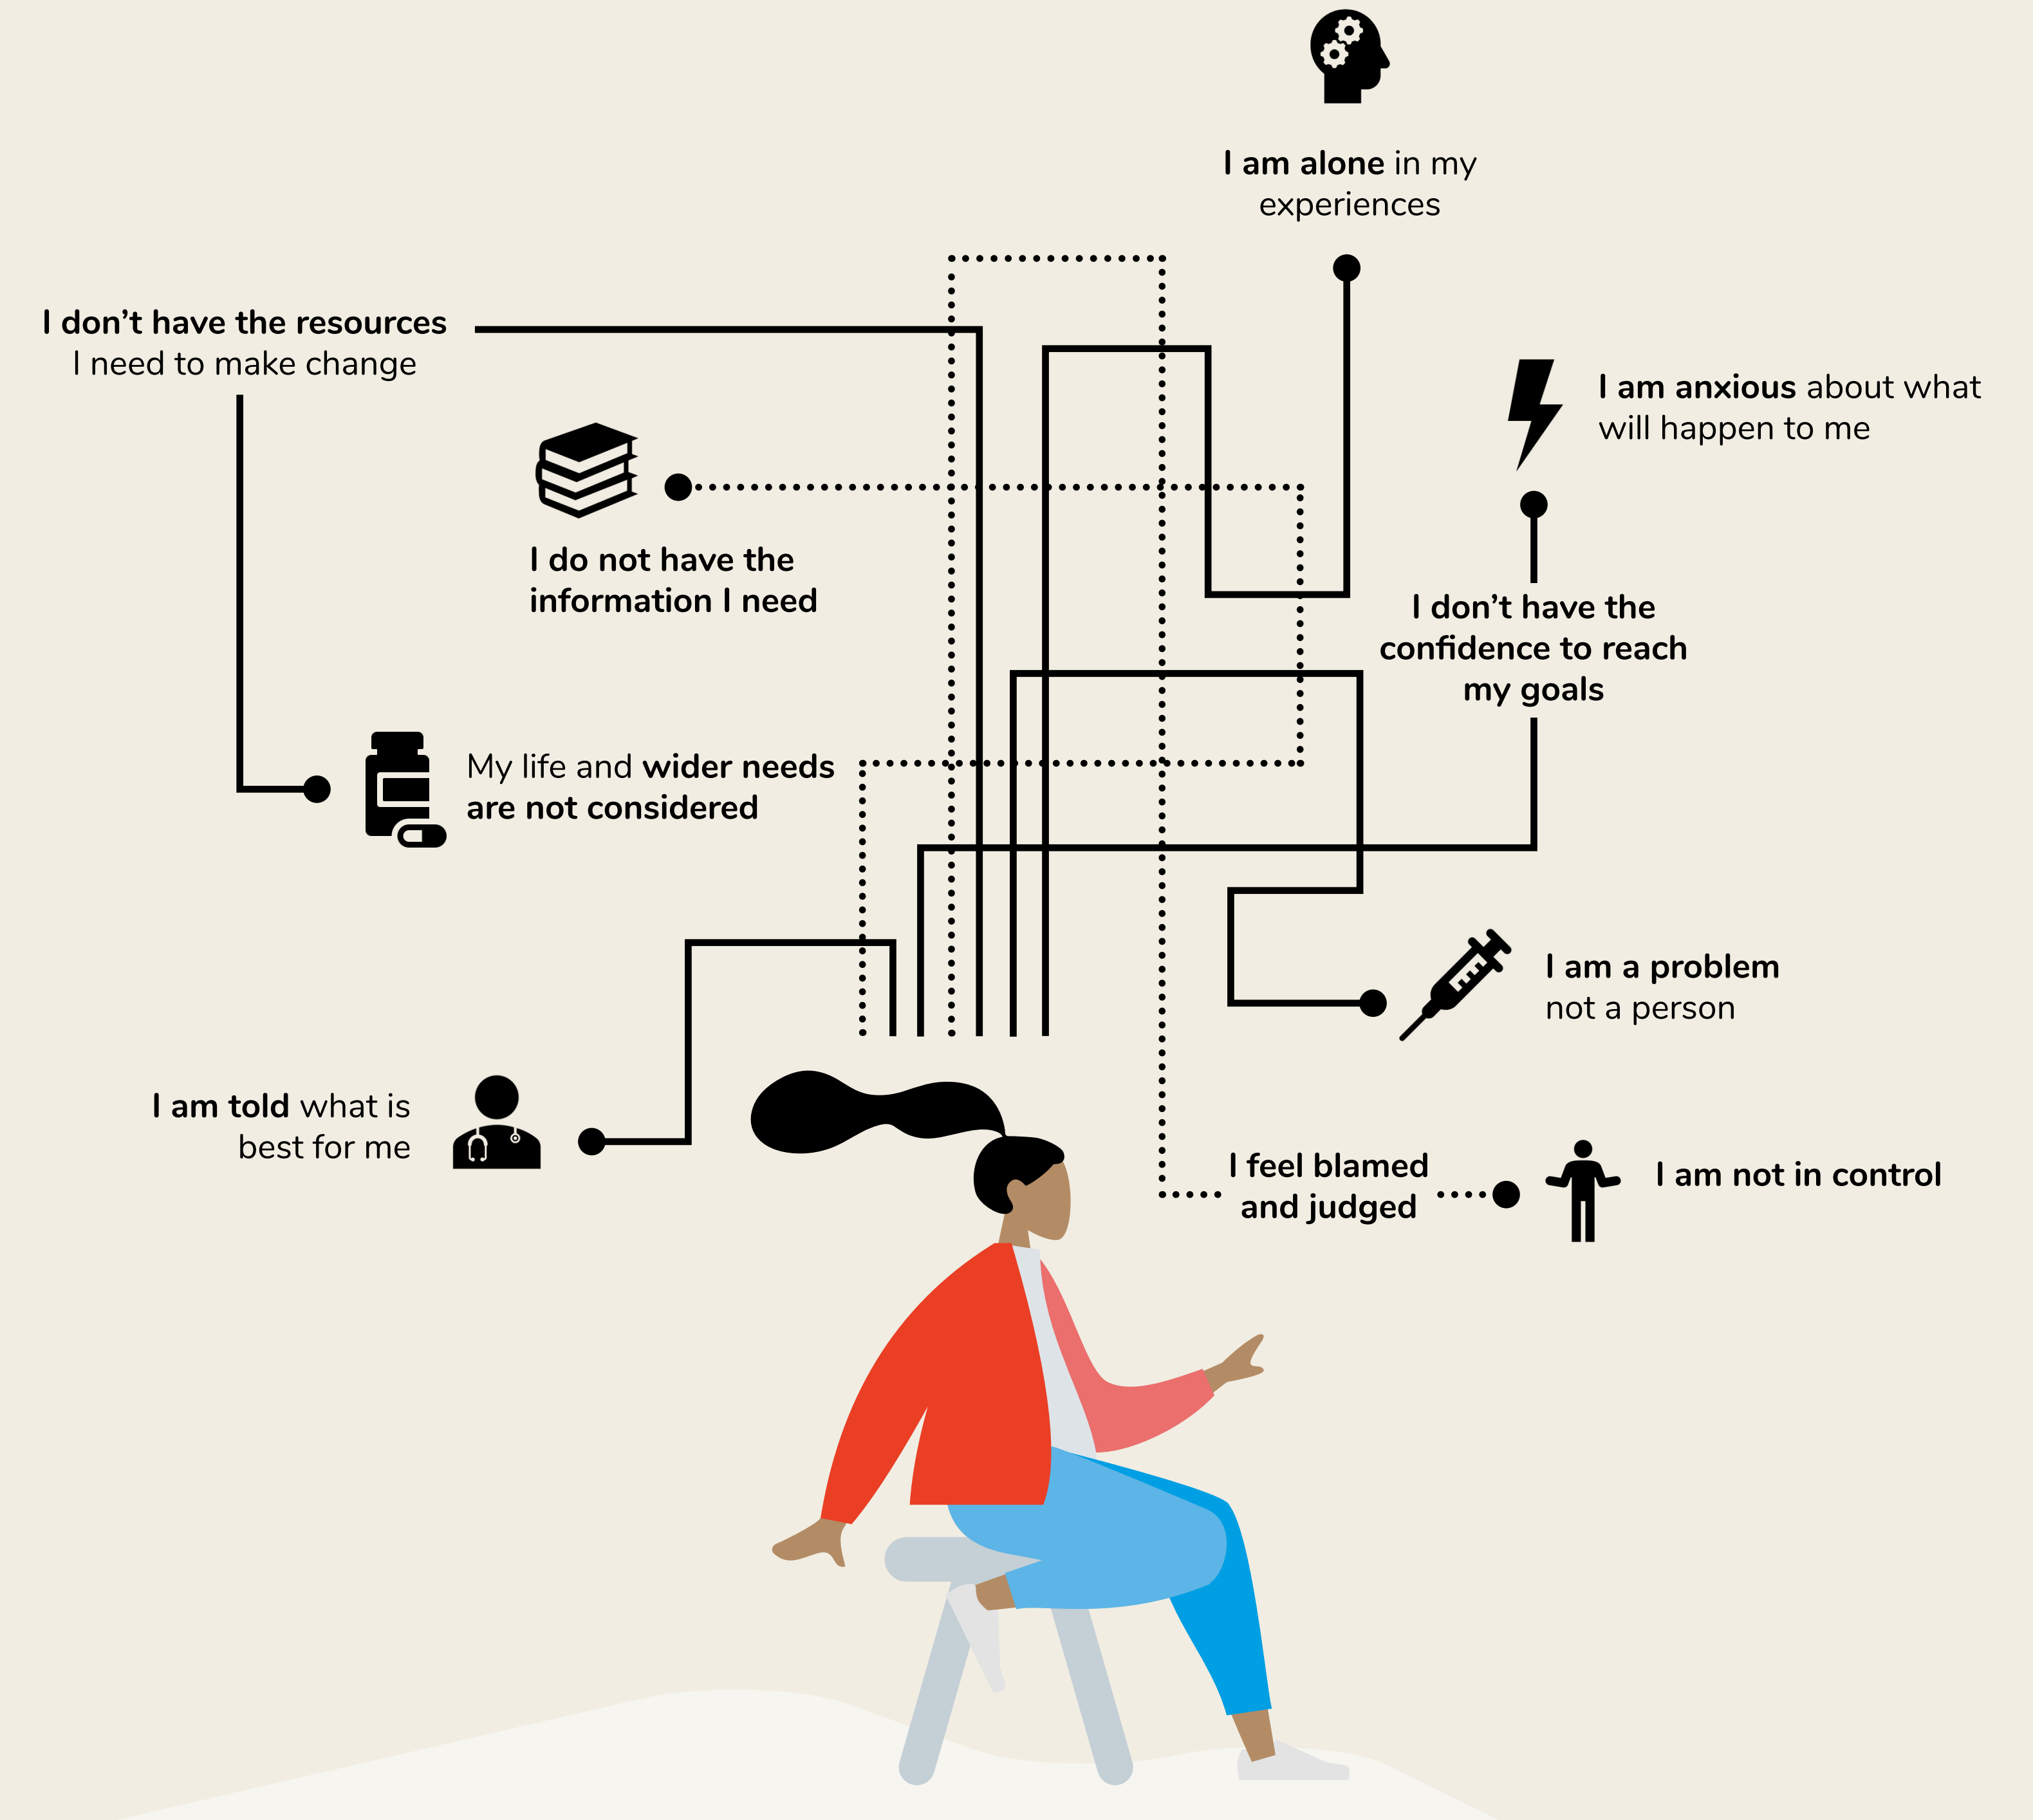 I am alone in my
experiences
I don’t have the resources
I need to make change
I am anxious about what
will happen to me
I do not have the
information I need
I don’t have the
confidence to reach
my goals
My life and wider needs
are not considered
I am a problem
not a person
I am told what is
best for me
I feel blamed
and judged
I am not in control